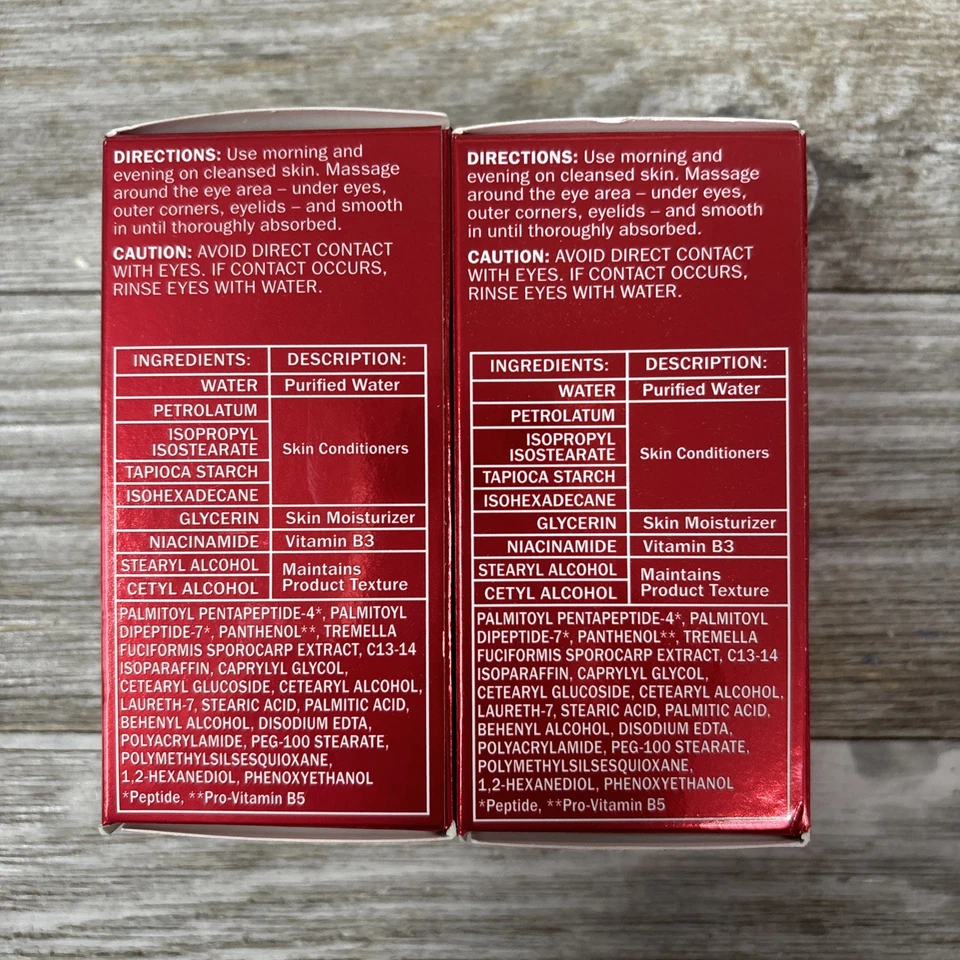 DIRECTIONS: Use morning and
evening on cleansed skin. Massage
around the eye area – under eyes,
outer corners, eyelids – and smooth
in until thoroughly absorbed.
CAUTION: AVOID DIRECT CONTACT
WITH EYES. IF CONTACT OCCURS,
RINSE EYES WITH WATER.
INGREDIENTS: DESCRIPTION:
WATER Purified Water
PETROLATUM
ISOPROPYL
ISOSTEARATE Skin Conditioners
TAPIOCA STARCH
ISOHEXADECANE
GLYCERIN Skin Moisturizer
NIACINAMIDE Vitamin B3
STEARYL ALCOHOL Maintains
CETYL ALCOHOL Product Texture
PALMITOYL PENTAPEPTIDE-4*, PALMITOYL
DIPEPTIDE-7*, PANTHENOL**, TREMELLA
FUCIFORMIS SPOROCARP EXTRACT, C13-14
ISOPARAFFIN, CAPRYLYL GLYCOL,
CETEARYL GLUCOSIDE, CETEARYL ALCOHOL,
LAURETH-7, STEARIC ACID, PALMITIC ACID,
BEHENYL ALCOHOL, DISODIUM EDTA,
POLYACRYLAMIDE, PEG-100 STEARATE,
POLYMETHYLSILSESQUIOXANE,
1,2-HEXANEDIOL, PHENOXYETHANOL
*Peptide, **Pro-Vitamin B5
DIRECTIONS: Use morning and
evening on cleansed skin. Massage
around the eye area – under eyes,
outer corners, eyelids – and smooth
in until thoroughly absorbed.
CAUTION: AVOID DIRECT CONTACT
WITH EYES. IF CONTACT OCCURS,
RINSE EYES WITH WATER.
INGREDIENTS: DESCRIPTION:
WATER Purified Water
PETROLATUM
ISOPROPYL
ISOSTEARATE Skin Conditioners
TAPIOCA STARCH
ISOHEXADECANE
GLYCERIN Skin Moisturizer
NIACINAMIDE Vitamin B3
STEARYL ALCOHOL Maintains
CETYL ALCOHOL Product Texture
PALMITOYL PENTAPEPTIDE-4*, PALMITOYL
DIPEPTIDE-7*, PANTHENOL**, TREMELLA
FUCIFORMIS SPOROCARP EXTRACT, C13-14
ISOPARAFFIN, CAPRYLYL GLYCOL,
CETEARYL GLUCOSIDE, CETEARYL ALCOHOL,
LAURETH-7, STEARIC ACID, PALMITIC ACID,
BEHENYL ALCOHOL, DISODIUM EDTA,
POLYACRYLAMIDE, PEG-100 STEARATE,
POLYMETHYLSILSESQUIOXANE,
1,2-HEXANEDIOL, PHENOXYETHANOL
*Peptide, **Pro-Vitamin B5